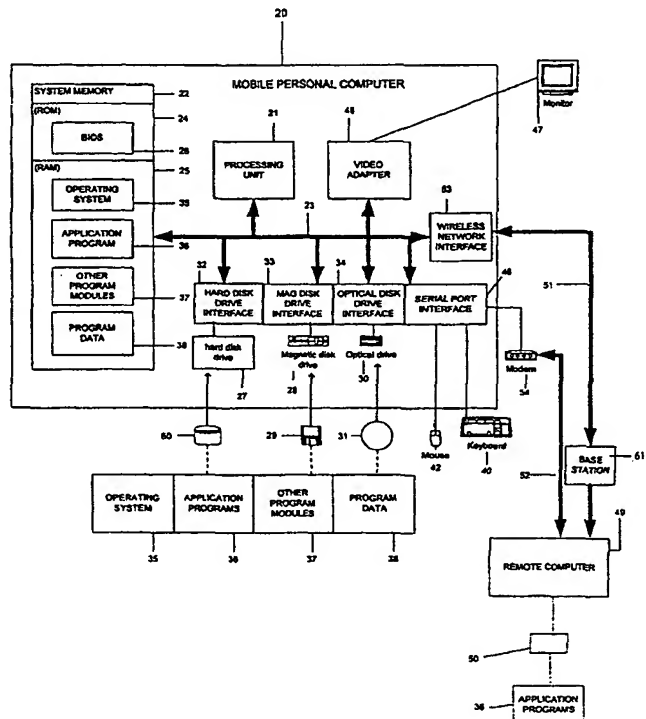 20
MOBILE PERSONAL COMPUTER
SYSTEM MEMORY
22
(ROM)
24
BIOS
26
(RAM)
25
OPERATING
SYSTEM
35
APPLICATION
PROGRAM
36
OTHER
PROGRAM
MODULES
37
PROGRAM
DATA
38
21
PROCESSING
UNIT
48
VIDEO
ADAPTER
Monitor
47
23
53
WIRELESS
NETWORK
INTERFACE
32
HARD DISK
DRIVE
INTERFACE
33
MAG DISK
DRIVE
INTERFACE
34
OPTICAL DISK
DRIVE
INTERFACE
46
SERIAL PORT
INTERFACE
51
hard disk
drive
27
Magnetic disk
drive
28
Optical drive
30
Modem
54
60
29
31
Mouse
42
Keyboard
40
52
BASE
STATION
61
OPERATING
SYSTEM
APPLICATION
PROGRAMS
OTHER
PROGRAM
MODULES
PROGRAM
DATA
35
36
37
38
49
REMOTE COMPUTER
50
36
APPLICATION
PROGRAMS